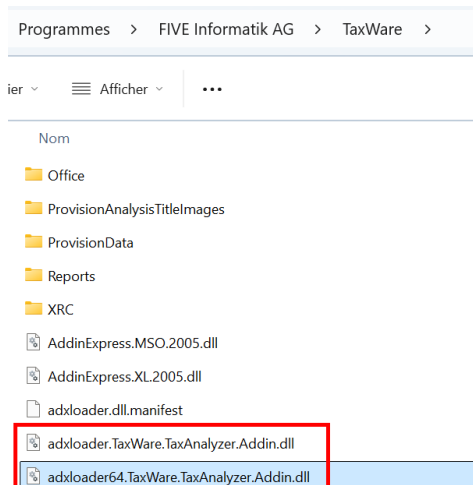 Programmes > FIVE Informatik AG > TaxWare >
ier Afficher ...
Nom
Office
ProvisionAnalysisTitleImages
ProvisionData
Reports
XRC
AddinExpress.MSO.2005.dll
AddinExpress.XL.2005.dll
adxloader.dll.manifest
adxloader.TaxWare.TaxAnalyzer.Addin.dll
adxloader64.TaxWare.TaxAnalyzer.Addin.dll